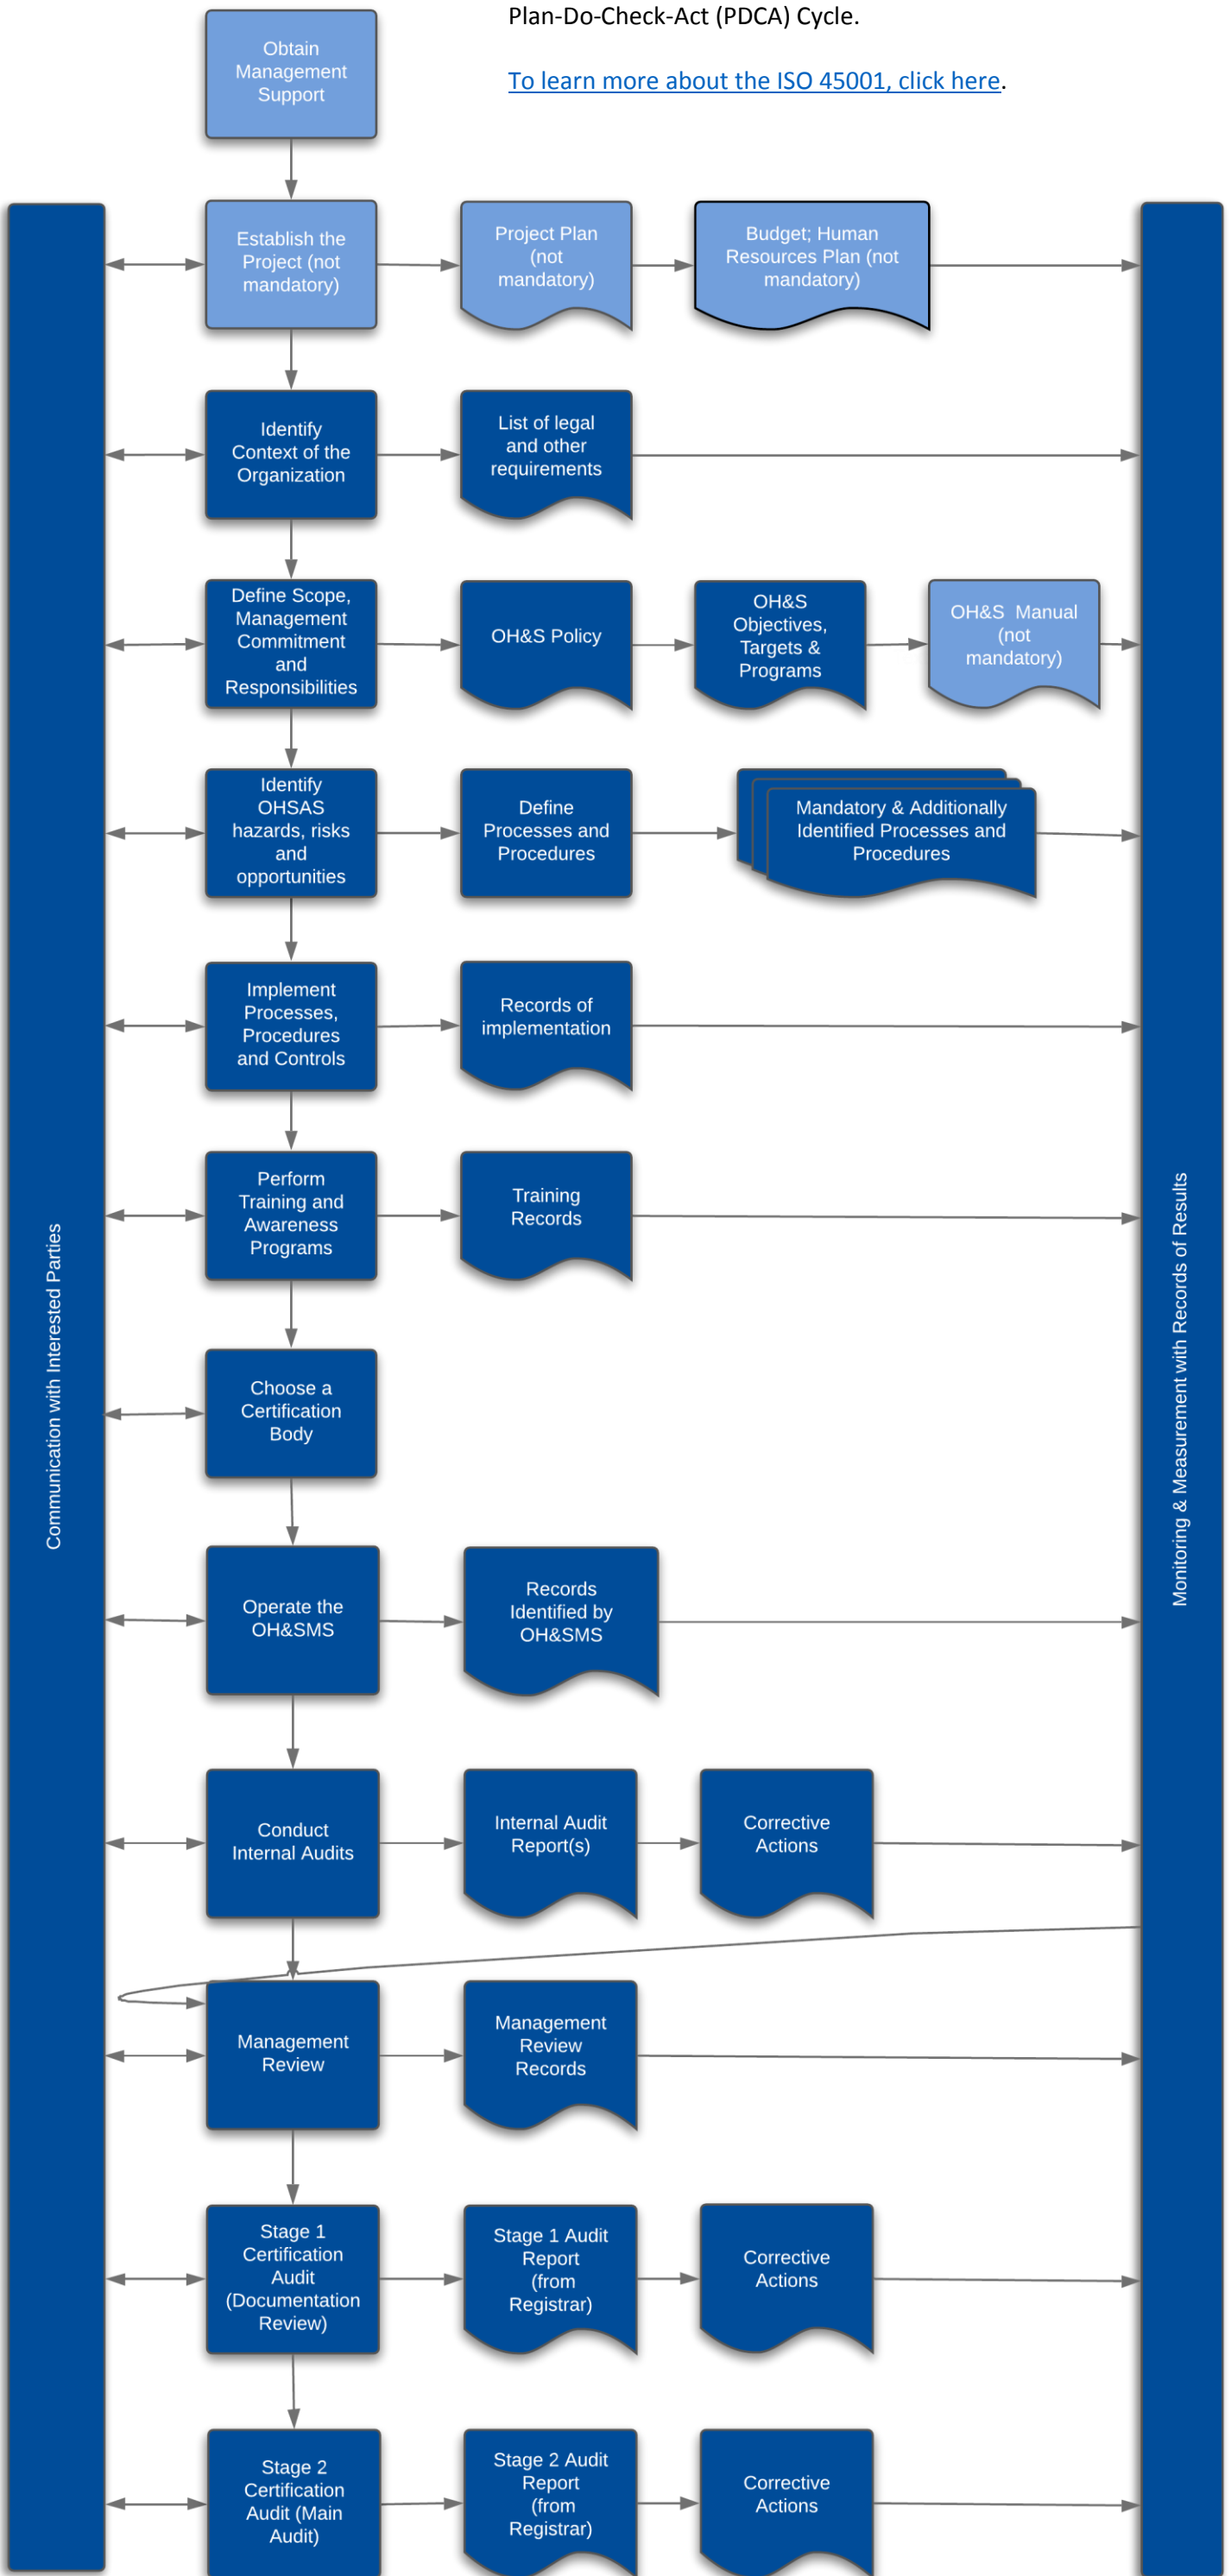 Plan-Do-Check-Act (PDCA) Cycle.
To learn more about the ISO 45001, click here.
Obtain
Management
Support
Establish the
Project (not
mandatory)
Project Plan
(not
mandatory)
Budget; Human
Resources Plan (not
mandatory)
Identify
Context of the
Organization
List of legal
and other
requirements
Define Scope,
Management
Commitment
and
Responsibilities
OH&S Policy
OH&S
Objectives,
Targets &
Programs
OH&S Manual
(not
mandatory)
Identify
OHSAS
hazards, risks
and
opportunities
Define
Processes and
Procedures
Mandatory & Additionally
Identified Processes and
Procedures
Implement
Processes,
Procedures
and Controls
Records of
implementation
Perform
Training and
Awareness
Programs
Training
Records
Communication with Interested Parties
Monitoring & Measurement with Records of Results
Choose a
Certification
Body
Operate the
OH&SMS
Records
Identified by
OH&SMS
Conduct
Internal Audits
Internal Audit
Report(s)
Corrective
Actions
Management
Review
Management
Review
Records
Stage 1
Certification
Audit
(Documentation
Review)
Stage 1 Audit
Report
(from
Registrar)
Corrective
Actions
Stage 2
Certification
Audit (Main
Audit)
Stage 2 Audit
Report
(from
Registrar)
Corrective
Actions